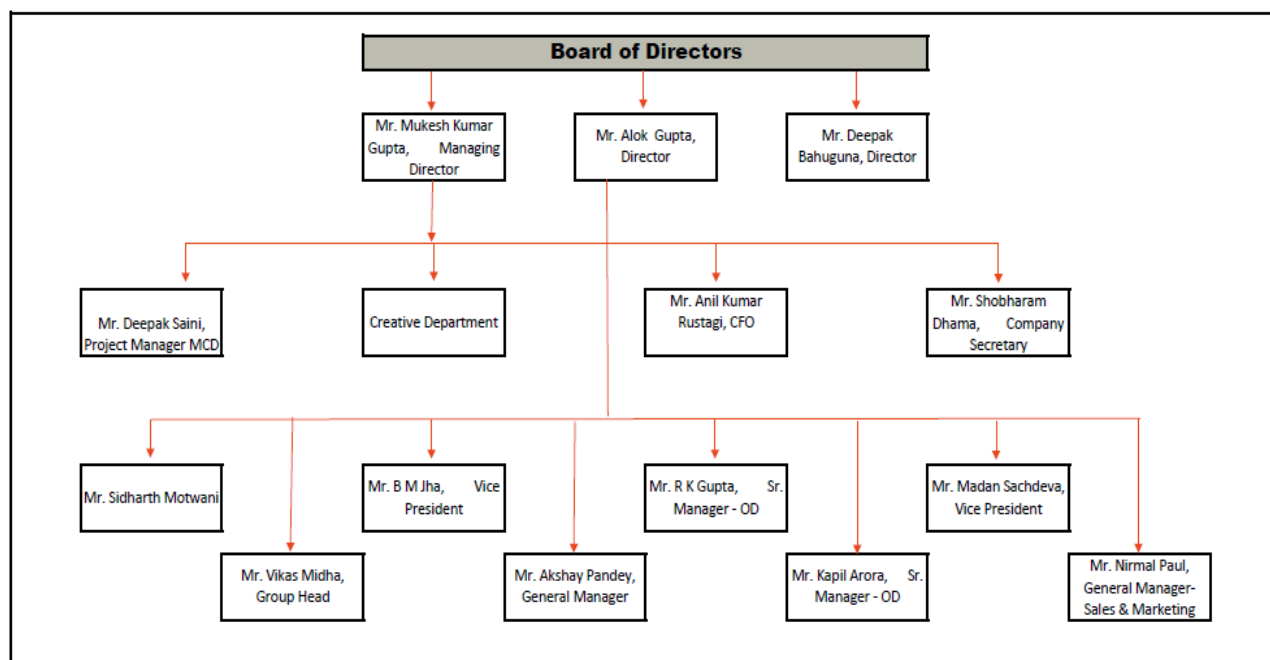 Board of Directors
Mr. Mukesh Kumar
Gupta, Managing
Director
Mr. Alok Gupta,
Director
Mr. Deepak
Bahuguna, Director
Mr. Deepak Saini,
Project Manager MCD
Creative Department
Mr. Anil Kumar
Rustagi, CFO
Mr. Shobharam
Dhama, Company
Secretary
Mr. Sidharth Motwani
Mr. B M Jha, Vice
President
Mr. R K Gupta, Sr.
Manager - OD
Mr. Madan Sachdeva,
Vice President
Mr. Vikas Midha,
Group Head
Mr. Akshay Pandey,
General Manager
Mr. Kapil Arora, Sr.
Manager - OD
Mr. Nirmal Paul,
General Manager-
Sales & Marketing